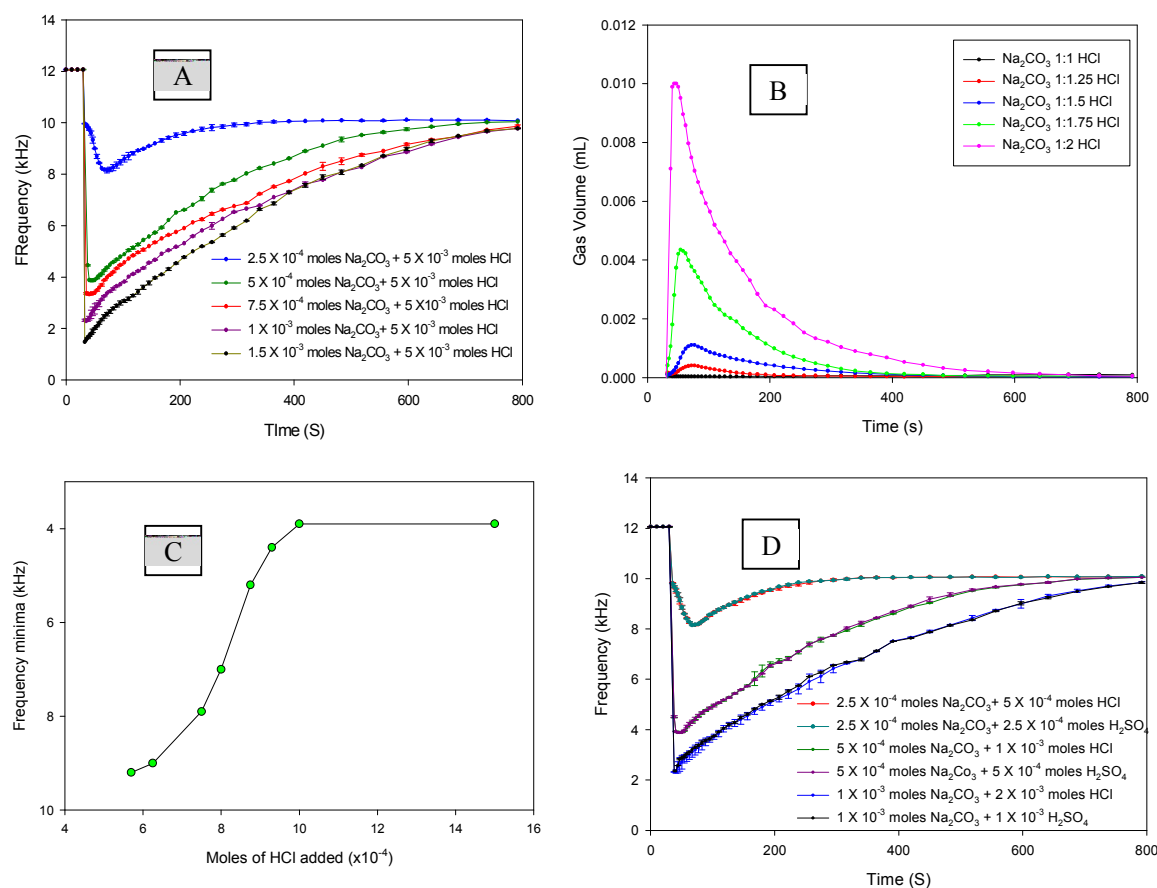 14
12
10
8
6
4
2
0
FRequency (kHz)
A
2.5 X 10⁻⁴ moles Na₂CO₃ + 5 X 10⁻³ moles HCl
5 X 10⁻⁴ moles Na₂CO₃+ 5 X 10⁻³ moles HCl
7.5 X 10⁻⁴ moles Na₂CO₃ + 5 X10⁻³ moles HCl
1 X 10⁻³ moles Na₂CO₃+ 5 X 10⁻³ moles HCl
1.5 X 10⁻³ moles Na₂CO₃ + 5 X 10⁻³ moles HCl
0 200 400 600 800
TIme (S)
0.012
0.010
0.008
0.006
0.004
0.002
0.000
Gas Volume (mL)
B
Na₂CO₃ 1:1 HCl
Na₂CO₃ 1:1.25 HCl
Na₂CO₃ 1:1.5 HCl
Na₂CO₃ 1:1.75 HCl
Na₂CO₃ 1:2 HCl
0 200 400 600 800
Time (s)
4
6
8
10
Frequency minima (kHz)
C
4 6 8 10 12 14 16
Moles of HCl added (x10⁻⁴)
14
12
10
8
6
4
2
0
Frequency (kHz)
D
2.5 X 10⁻⁴ moles Na₂CO₃+ 5 X 10⁻⁴ moles HCl
2.5 X 10⁻⁴ moles Na₂CO₃+ 2.5 X 10⁻⁴ moles H₂SO₄
5 X 10⁻⁴ moles Na₂CO₃ + 1 X 10⁻³ moles HCl
5 X 10⁻⁴ moles Na₂Co₃ + 5 X 10⁻⁴ moles H₂SO₄
1 X 10⁻³ moles Na₂CO₃ + 2 X 10⁻³ moles HCl
1 X 10⁻³ moles Na₂CO₃ + 1 X 10⁻³ H₂SO₄
0 200 400 600 800
Time (S)